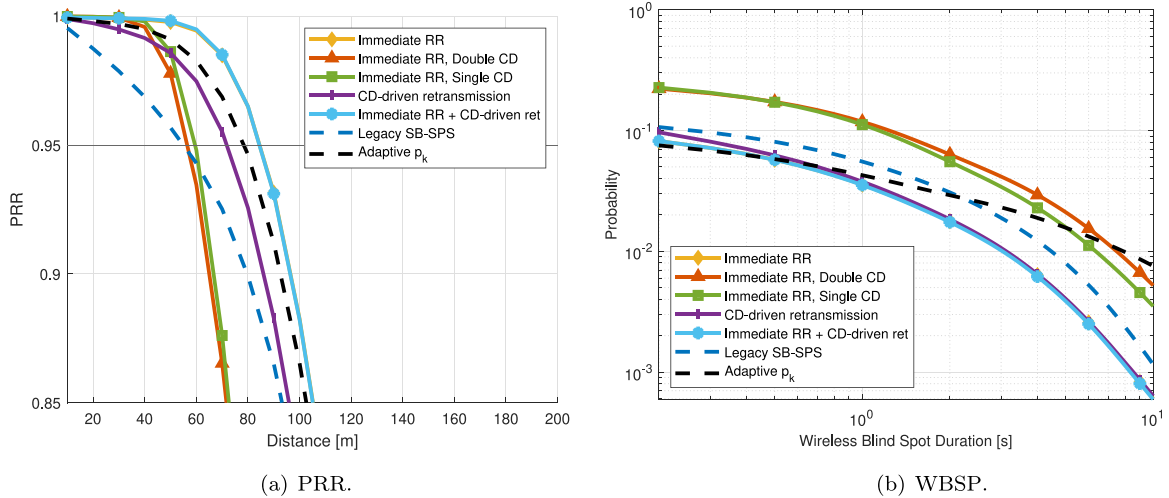 1
0.95
0.9
0.85
PRR
20
40
60
80
100
120
140
160
180
200
Distance [m]
Immediate RR
Immediate RR, Double CD
Immediate RR, Single CD
CD-driven retransmission
Immediate RR + CD-driven ret
Legacy SB-SPS
Adaptive pk
(a) PRR.
10^0
10^-1
10^-2
10^-3
Probability
Immediate RR
Immediate RR, Double CD
Immediate RR, Single CD
CD-driven retransmission
Immediate RR + CD-driven ret
Legacy SB-SPS
Adaptive pk
10^0
10^1
Wireless Blind Spot Duration [s]
(b) WBSP.